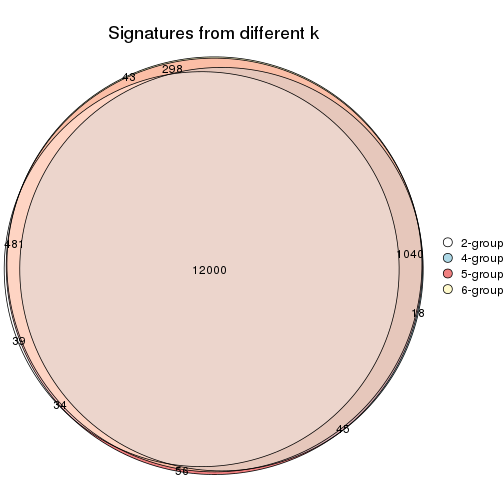 Signatures from different k
298
43
481
1040
12000
18
39
34
45
56
2-group
4-group
5-group
6-group